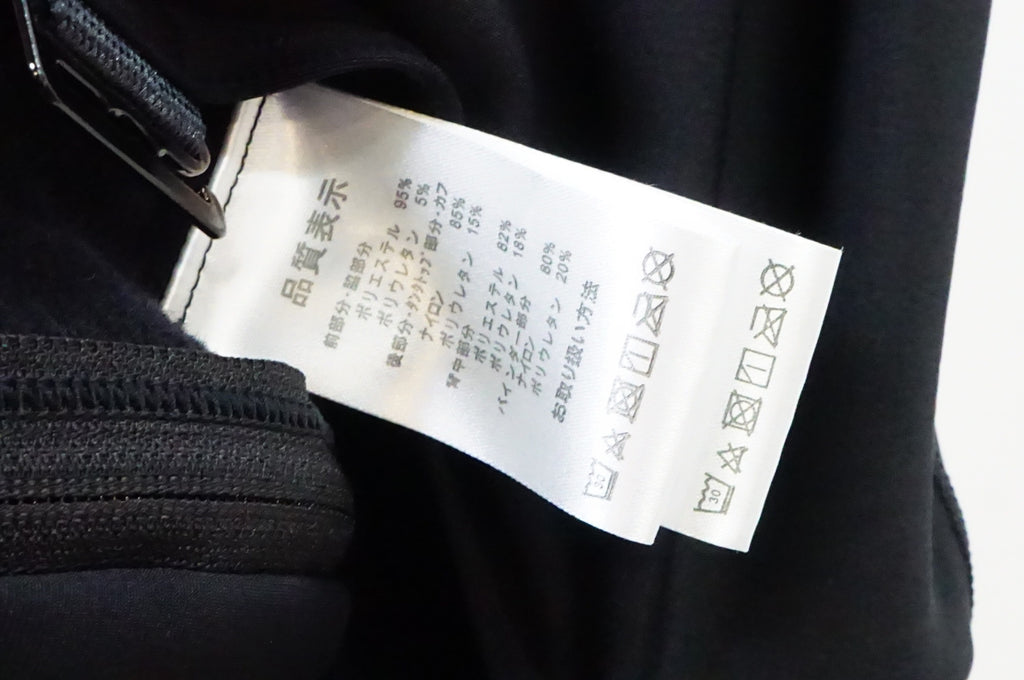 品質表示
前部分 脇部分
ポリエステル 95%
ポリウレタン 5%
後部分・タンクトップ部分・カフ
ナイロン 85%
ポリウレタン 15%
背中部分
ポリエステル 82%
ポリウレタン 18%
バインダー部分
ナイロン 80%
ポリウレタン 20%
お取り扱い方法
30
30